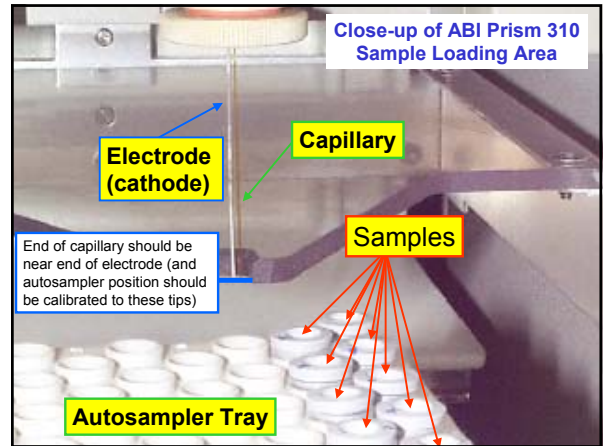 Close-up of ABI Prism 310
Sample Loading Area
Electrode
(cathode)
Capillary
End of capillary should be
near end of electrode (and
autosampler position should
be calibrated to these tips)
Samples
Autosampler Tray